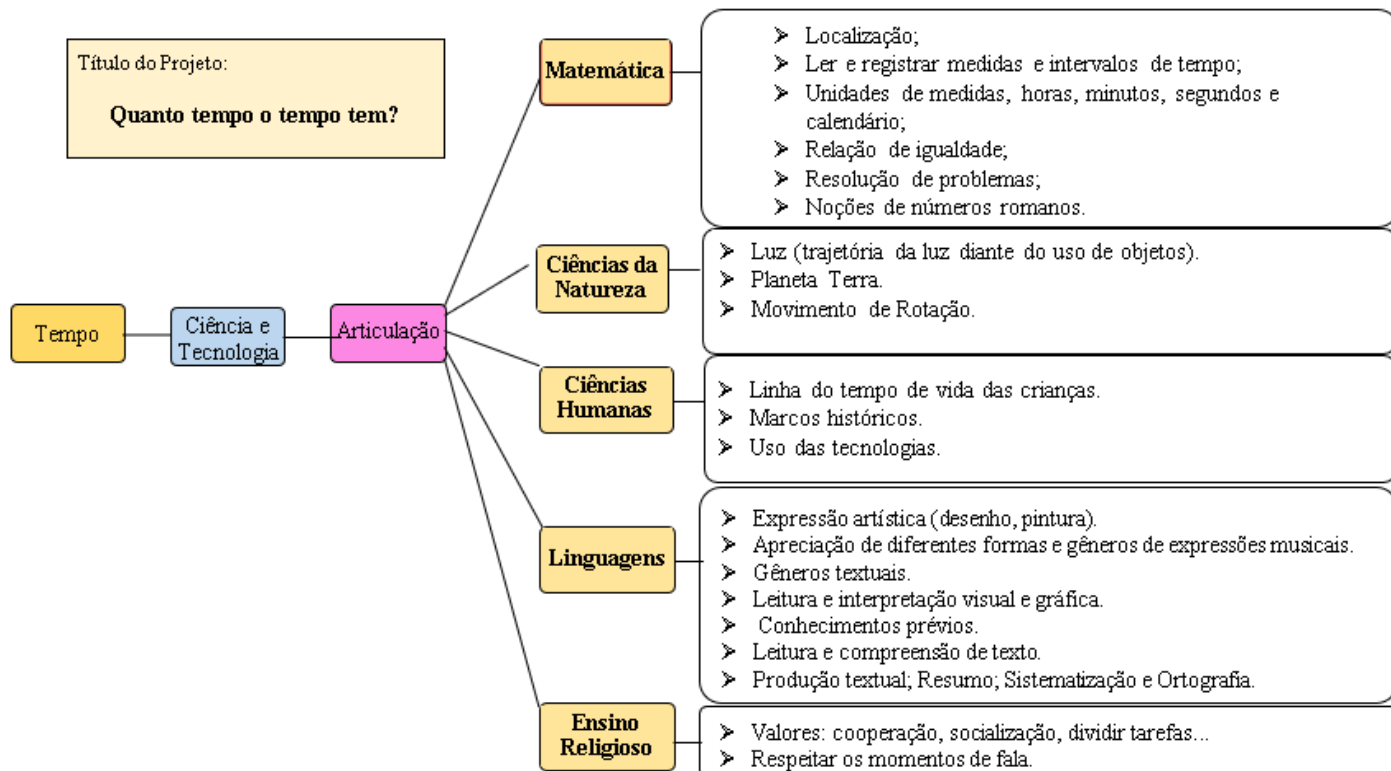 Título do Projeto:
Quanto tempo o tempo tem?
Tempo
Ciência e
Tecnologia
Articulação
Matemática
➢ Localização;
➢ Ler e registrar medidas e intervalos de tempo;
➢ Unidades de medidas, horas, minutos, segundos e
calendário;
➢ Relação de igualdade;
➢ Resolução de problemas;
➢ Noções de números romanos.
Ciências da
Natureza
➢ Luz (trajetória da luz diante do uso de objetos).
➢ Planeta Terra.
➢ Movimento de Rotação.
Ciências
Humanas
➢ Linha do tempo de vida das crianças.
➢ Marcos históricos.
➢ Uso das tecnologias.
Linguagens
➢ Expressão artística (desenho, pintura).
➢ Apreciação de diferentes formas e gêneros de expressões musicais.
➢ Gêneros textuais.
➢ Leitura e interpretação visual e gráfica.
➢ Conhecimentos prévios.
➢ Leitura e compreensão de texto.
➢ Produção textual; Resumo; Sistematização e Ortografia.
Ensino
Religioso
➢ Valores: cooperação, socialização, dividir tarefas...
➢ Respeitar os momentos de fala.